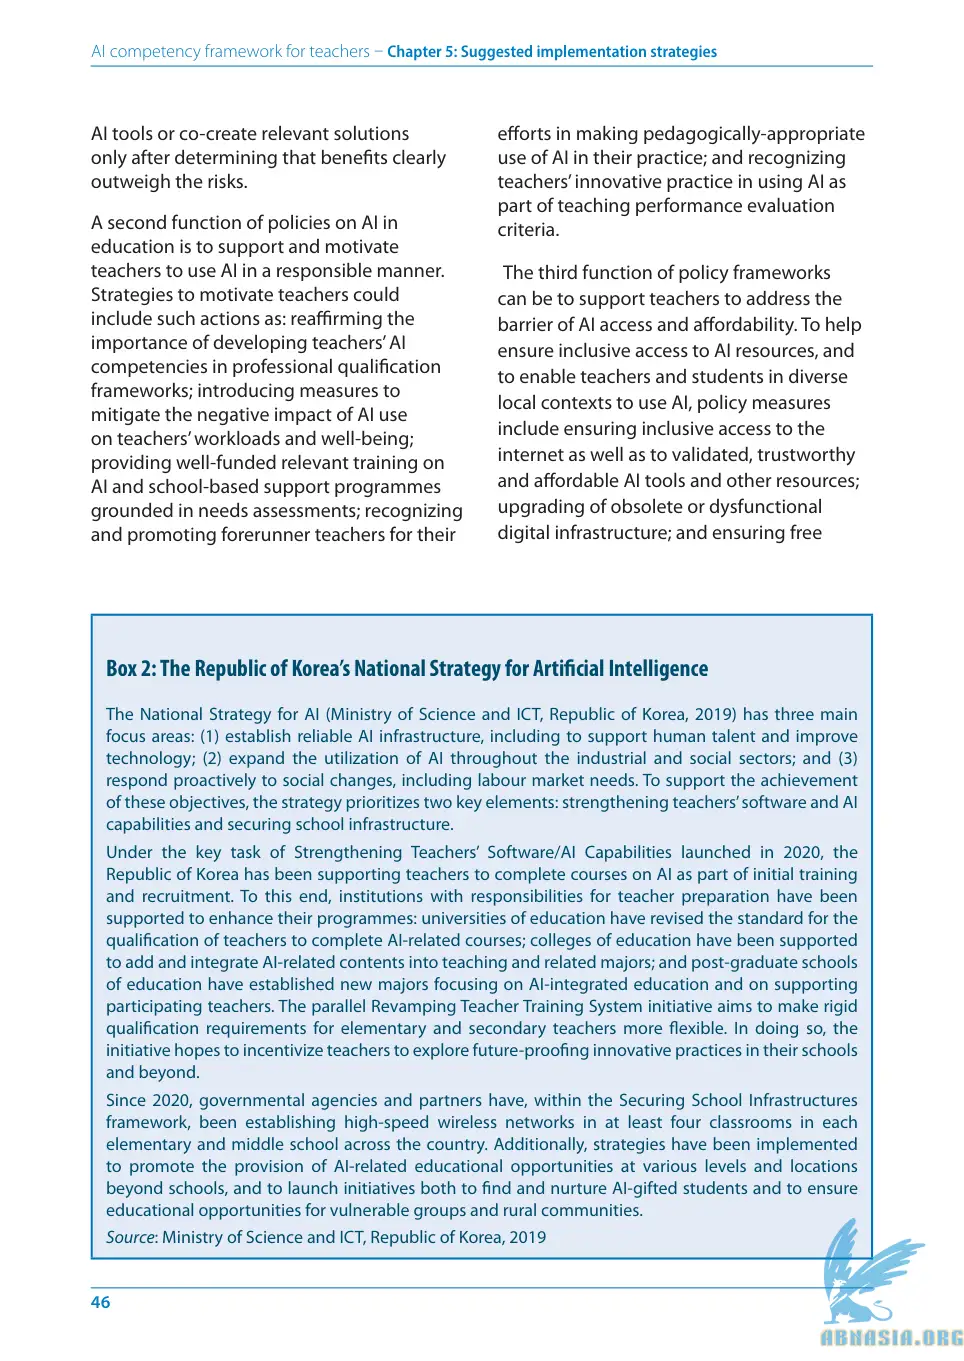 AI competency framework for teachers – Chapter 5: Suggested implementation strategies
AI tools or co-create relevant solutions
only after determining that benefits clearly
outweigh the risks.
A second function of policies on AI in
education is to support and motivate
teachers to use AI in a responsible manner.
Strategies to motivate teachers could
include such actions as: reaffirming the
importance of developing teachers’ AI
competencies in professional qualification
frameworks; introducing measures to
mitigate the negative impact of AI use
on teachers’ workloads and well-being;
providing well-funded relevant training on
AI and school-based support programmes
grounded in needs assessments; recognizing
and promoting forerunner teachers for their
efforts in making pedagogically-appropriate
use of AI in their practice; and recognizing
teachers’ innovative practice in using AI as
part of teaching performance evaluation
criteria.
The third function of policy frameworks
can be to support teachers to address the
barrier of AI access and affordability. To help
ensure inclusive access to AI resources, and
to enable teachers and students in diverse
local contexts to use AI, policy measures
include ensuring inclusive access to the
internet as well as to validated, trustworthy
and affordable AI tools and other resources;
upgrading of obsolete or dysfunctional
digital infrastructure; and ensuring free
Box 2: The Republic of Korea’s National Strategy for Artificial Intelligence
The National Strategy for AI (Ministry of Science and ICT, Republic of Korea, 2019) has three main
focus areas: (1) establish reliable AI infrastructure, including to support human talent and improve
technology; (2) expand the utilization of AI throughout the industrial and social sectors; and (3)
respond proactively to social changes, including labour market needs. To support the achievement
of these objectives, the strategy prioritizes two key elements: strengthening teachers’ software and AI
capabilities and securing school infrastructure.
Under the key task of Strengthening Teachers’ Software/AI Capabilities launched in 2020, the
Republic of Korea has been supporting teachers to complete courses on AI as part of initial training
and recruitment. To this end, institutions with responsibilities for teacher preparation have been
supported to enhance their programmes: universities of education have revised the standard for the
qualification of teachers to complete AI-related courses; colleges of education have been supported
to add and integrate AI-related contents into teaching and related majors; and post-graduate schools
of education have established new majors focusing on AI-integrated education and on supporting
participating teachers. The parallel Revamping Teacher Training System initiative aims to make rigid
qualification requirements for elementary and secondary teachers more flexible. In doing so, the
initiative hopes to incentivize teachers to explore future-proofing innovative practices in their schools
and beyond.
Since 2020, governmental agencies and partners have, within the Securing School Infrastructures
framework, been establishing high-speed wireless networks in at least four classrooms in each
elementary and middle school across the country. Additionally, strategies have been implemented
to promote the provision of AI-related educational opportunities at various levels and locations
beyond schools, and to launch initiatives both to find and nurture AI-gifted students and to ensure
educational opportunities for vulnerable groups and rural communities.
Source: Ministry of Science and ICT, Republic of Korea, 2019
46
ABNASIA.ORG